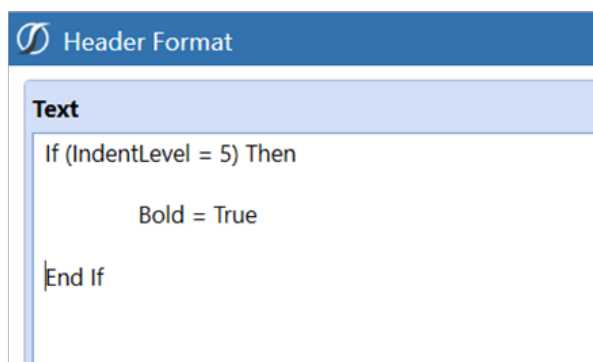 Header Format
Text
If (IndentLevel = 5) Then
Bold = True
End If